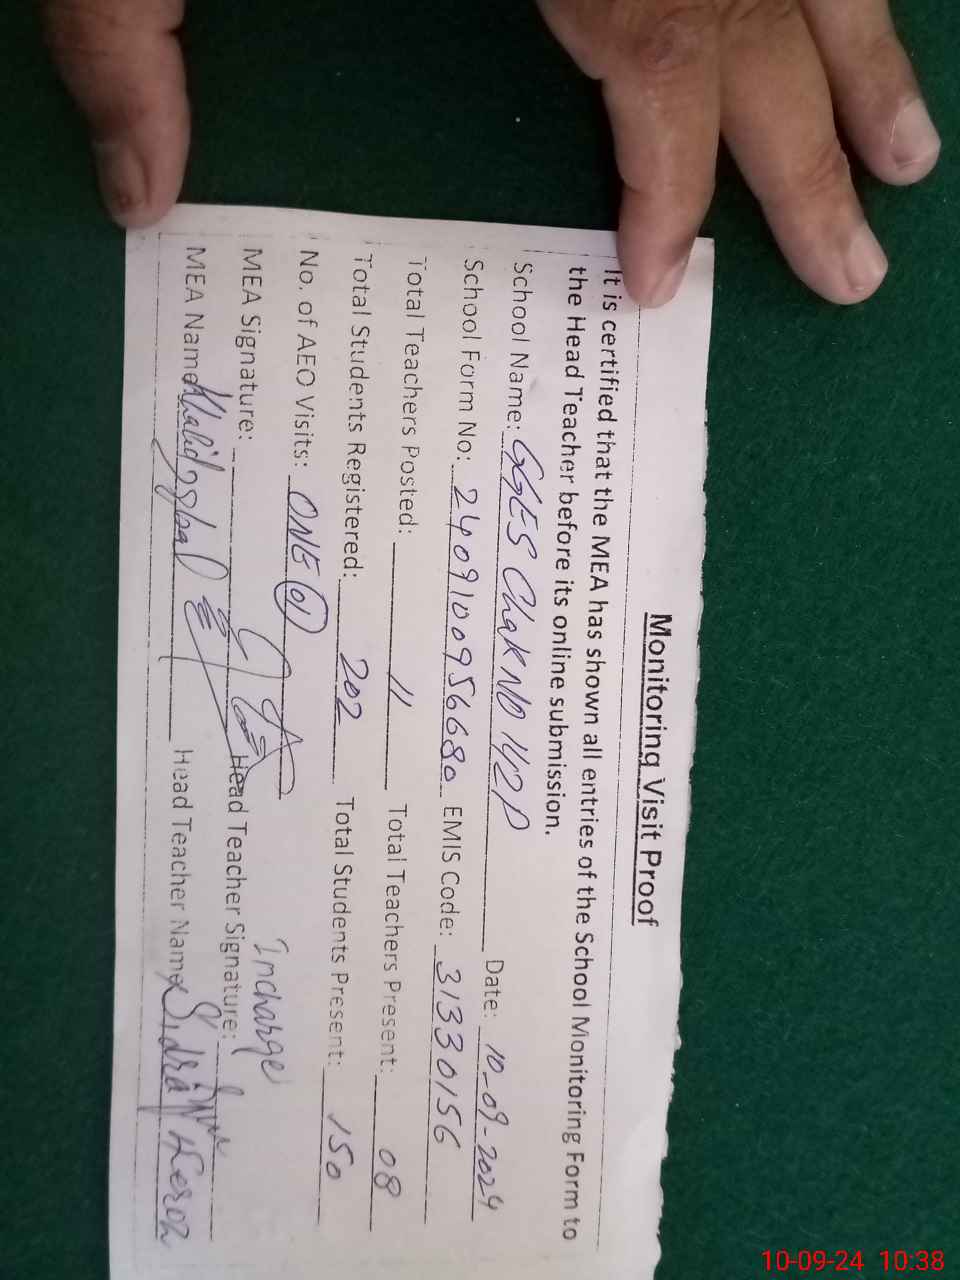 Monitoring Visit Proof
It is certified that the MEA has shown all entries of the School Monitoring Form to
the Head Teacher before its online submission.
School Name: GGES Chak NO 142P Date: 10-09-2024
School Form No: 2409100956680 EMIS Code: 31330156
Total Teachers Posted: 11 Total Teachers Present: 08
Total Students Registered: 202 Total Students Present: 150
No. of AEO Visits: ONE (01) Incharge
MEA Signature: Head Teacher Signature:
MEA Name: Khalid Iqbal Head Teacher Name: Sidra
10-09-24 10:38